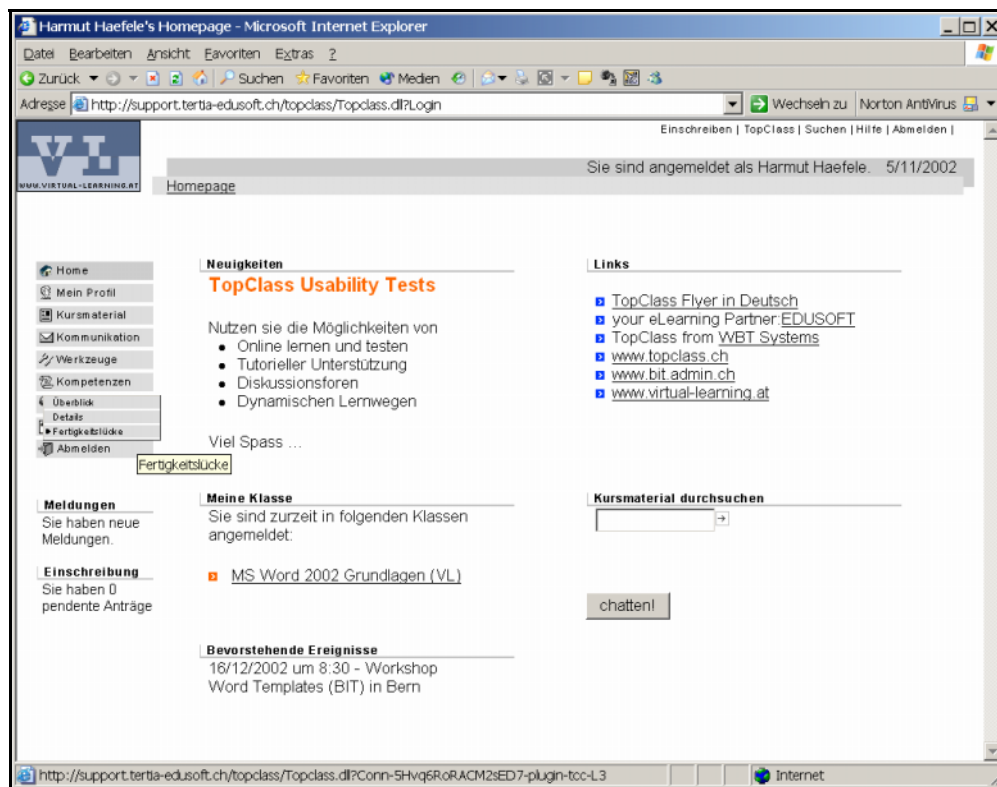 Harmut Haefele's Homepage - Microsoft Internet Explorer
Datei Bearbeiten Ansicht Favoriten Extras ?
Zurück Suchen Favoriten Medien
Adresse http://support.tertia-edusoft.ch/topclass/Topclass.dll?Login Wechseln zu Norton AntiVirus
Einschreiben | TopClass | Suchen | Hilfe | Abmelden |
VL
WWW.VIRTUAL-LEARNING.AT
Sie sind angemeldet als Harmut Haefele. 5/11/2002
Homepage
Home
Mein Profil
Kursmaterial
Kommunikation
Werkzeuge
Kompetenzen
Überblick
Details
Fertigkeitslücke
Abmelden
Fertigkeitslücke
Meldungen
Sie haben neue
Meldungen.
Einschreibung
Sie haben 0
pendente Anträge
Neuigkeiten
TopClass Usability Tests
Nutzen sie die Möglichkeiten von
Online lernen und testen
Tutorieller Unterstützung
Diskussionsforen
Dynamischen Lernwegen
Viel Spass ...
Meine Klasse
Sie sind zurzeit in folgenden Klassen
angemeldet:
MS Word 2002 Grundlagen (VL)
Bevorstehende Ereignisse
16/12/2002 um 8:30 - Workshop
Word Templates (BIT) in Bern
Links
TopClass Flyer in Deutsch
your eLearning Partner:EDUSOFT
TopClass from WBT Systems
www.topclass.ch
www.bit.admin.ch
www.virtual-learning.at
Kursmaterial durchsuchen
chatten!
http://support.tertia-edusoft.ch/topclass/Topclass.dll?Conn-5Hvq6RoRACM2sED7-plugin-tcc-L3 Internet